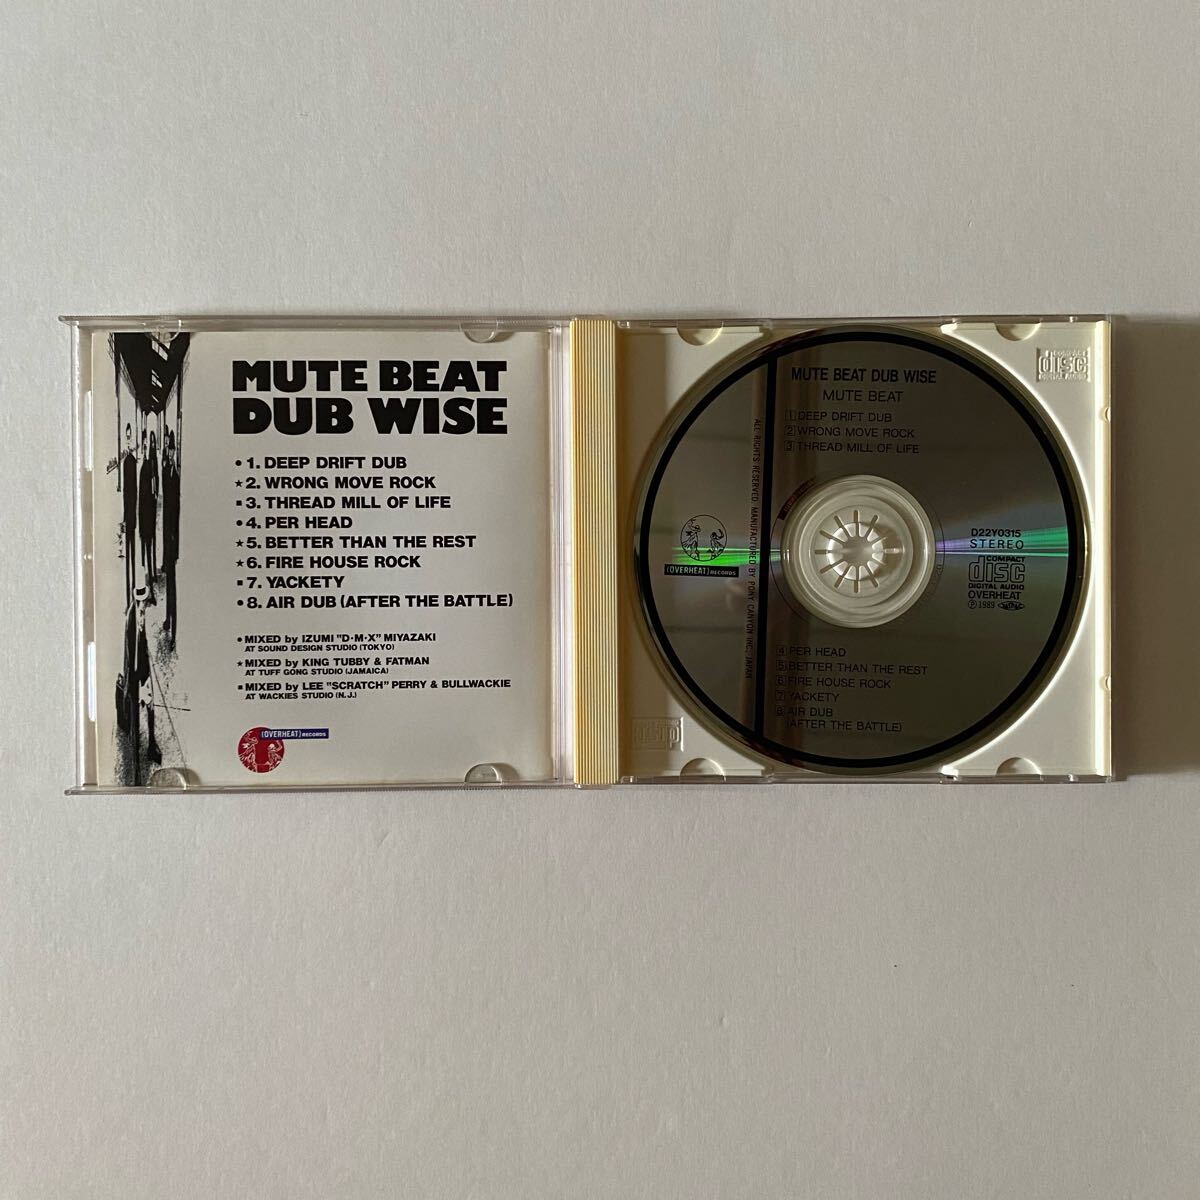 MUTE BEAT
DUB WISE
• 1. DEEP DRIFT DUB
★ 2. WRONG MOVE ROCK
■ 3. THREAD MILL OF LIFE
• 4. PER HEAD
★ 5. BETTER THAN THE REST
★ 6. FIRE HOUSE ROCK
■ 7. YACKETY
• 8. AIR DUB (AFTER THE BATTLE)
• MIXED by IZUMI "D•M•X" MIYAZAKI
AT SOUND DESIGN STUDIO (TOKYO)
★ MIXED by KING TUBBY & FATMAN
AT TUFF GONG STUDIO (JAMAICA)
■ MIXED by LEE "SCRATCH" PERRY & BULLWACKIE
AT WACKIES STUDIO (N.J.)
(OVERHEAT) RECORDS
MUTE BEAT DUB WISE
MUTE BEAT
1 DEEP DRIFT DUB
2 WRONG MOVE ROCK
3 THREAD MILL OF LIFE
ALL RIGHTS RESERVED. MANUFACTURED BY PONY CANYON INC., JAPAN
(OVERHEAT) RECORDS
D22Y0315
STEREO
COMPACT
disc
DIGITAL AUDIO
OVERHEAT
Ⓟ 1989
4 PER HEAD
5 BETTER THAN THE REST
6 FIRE HOUSE ROCK
7 YACKETY
8 AIR DUB
(AFTER THE BATTLE)
COMPACT
disc
DIGITAL AUDIO